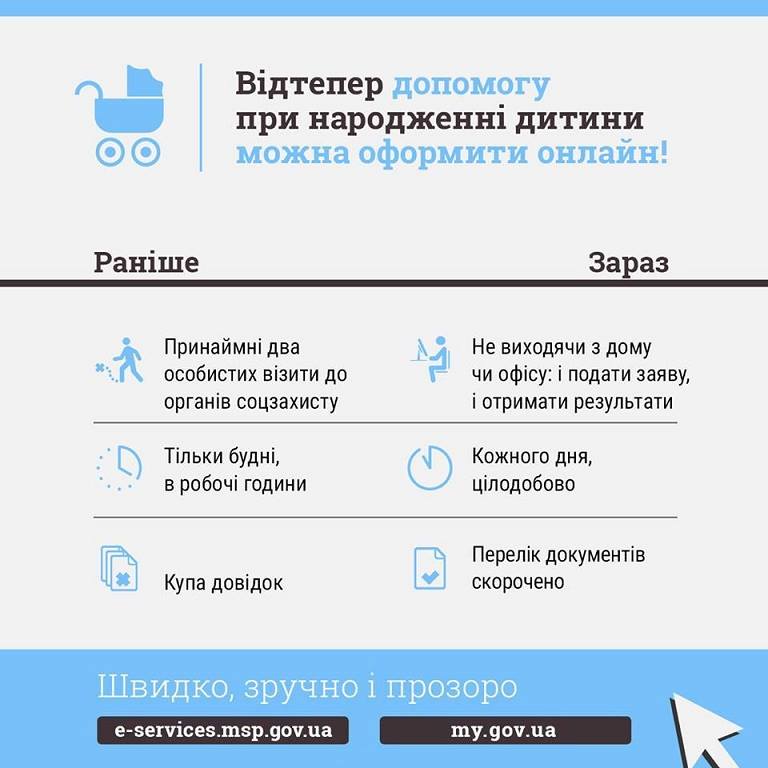 Відтепер допомогу
при народженні дитини
можна оформити онлайн!
Раніше
Зараз
Принаймні два
особистих візити до
органів соцзахисту
Не виходячи з дому
чи офісу: і подати заяву,
і отримати результати
Тільки будні,
в робочі години
Кожного дня,
цілодобово
Купа довідок
Перелік документів
скорочено
Швидко, зручно і прозоро
e-services.msp.gov.ua
my.gov.ua